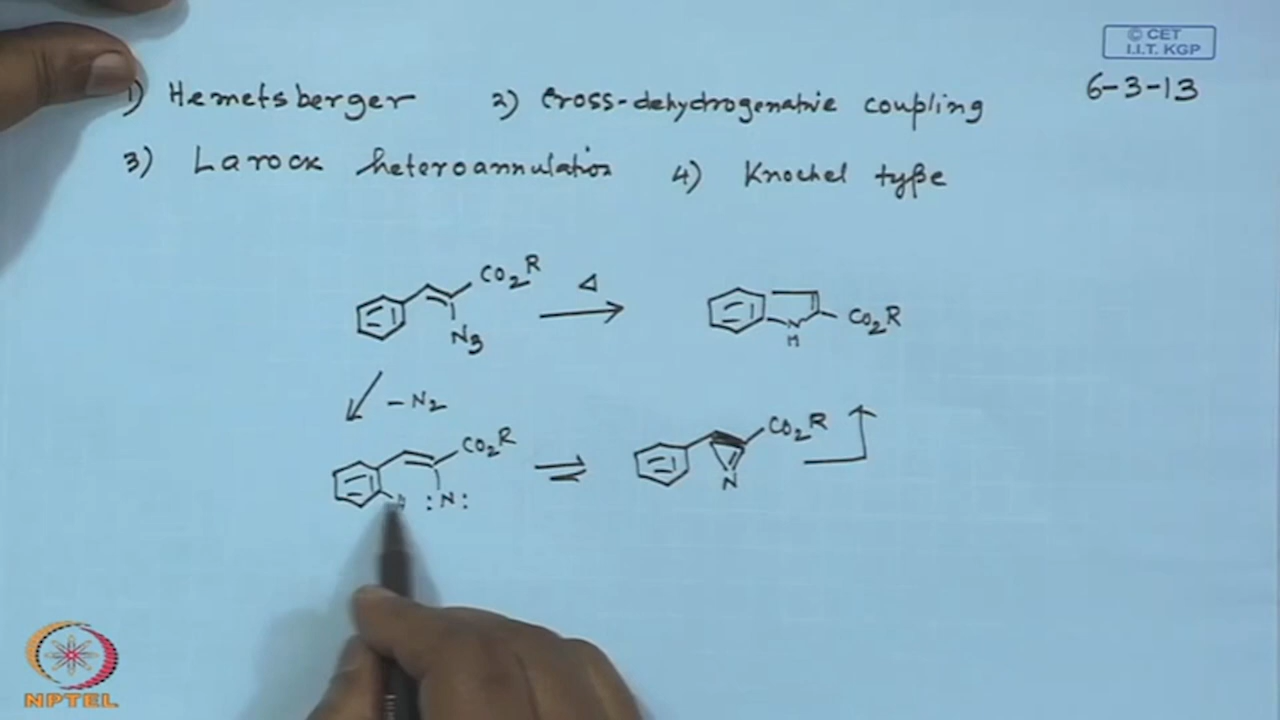 © CET
I.I.T. KGP
6-3-13
1) Hemetsberger 2) Cross-dehydrogenative coupling
3) Larock heteroannulation 4) Knochel type
CO2R
N3
Δ
N
H
CO2R
-N2
CO2R
H :N:
CO2R
N
NPTEL